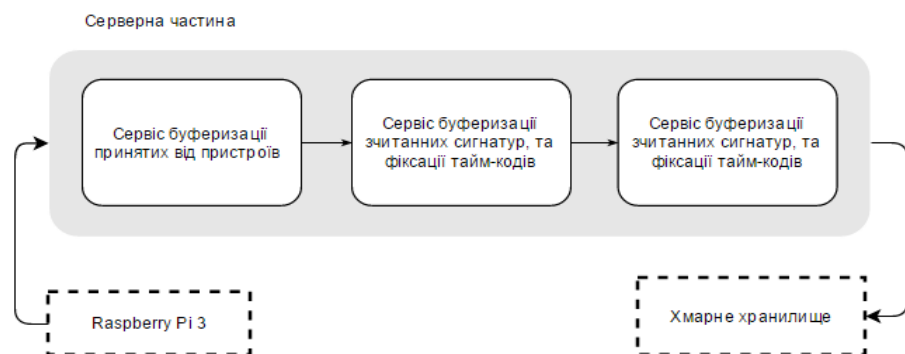 Серверна частина
Сервіс буферизації
принятих від пристроїв
Сервіс буферизації
зчитанних сигнатур, та
фіксації тайм-кодів
Сервіс буферизації
зчитанних сигнатур, та
фіксації тайм-кодів
Raspberry Pi 3
Хмарне хранилище